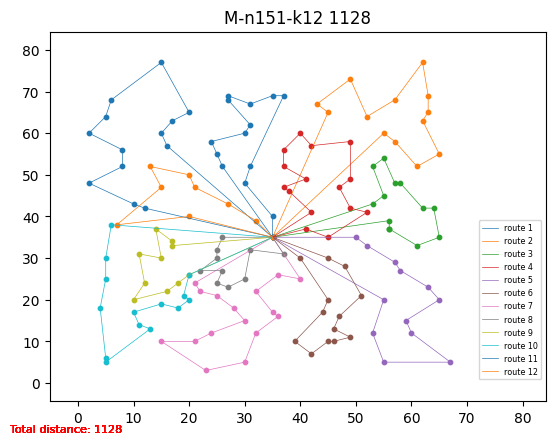 M-n151-k12 1128
80
70
60
50
40
30
20
10
0
0 10 20 30 40 50 60 70 80
route 1
route 2
route 3
route 4
route 5
route 6
route 7
route 8
route 9
route 10
route 11
route 12
Total distance: 1128